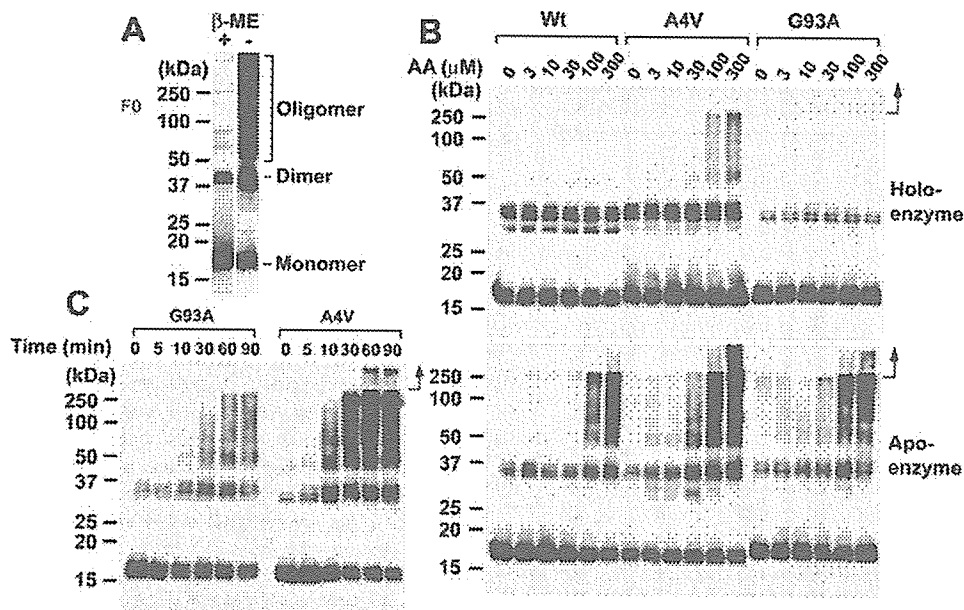 A
β-ME
+ -
(kDa)
F0
250
100
50
37
25
20
15
Oligomer
Dimer
Monomer
B
Wt A4V G93A
AA (μM) 0 3 10 30 100 300 0 3 10 30 100 300 0 3 10 30 100 300
(kDa)
250
100
50
37
25
20
15
Holo-
enzyme
250
100
50
37
25
20
15
Apo-
enzyme
C
G93A A4V
Time (min) 0 5 10 30 60 90 0 5 10 30 60 90
(kDa)
250
100
50
37
25
20
15